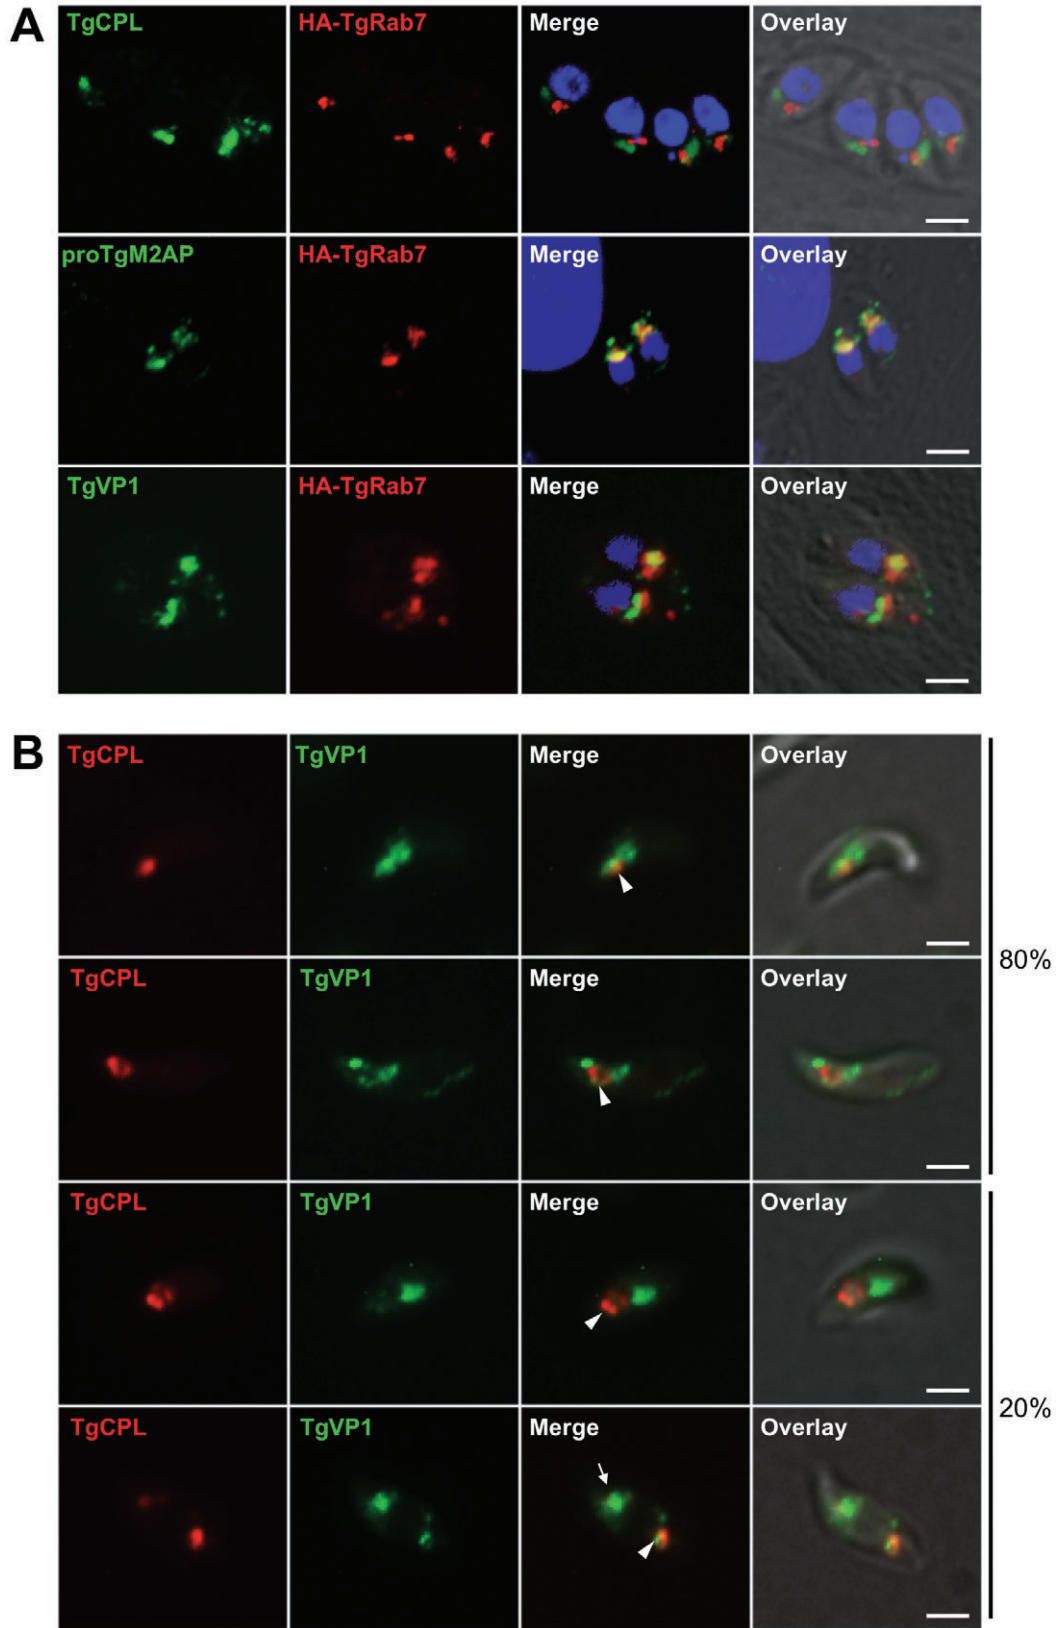 A
TgCPL HA-TgRab7 Merge Overlay
proTgM2AP HA-TgRab7 Merge Overlay
TgVP1 HA-TgRab7 Merge Overlay
B
TgCPL TgVP1 Merge Overlay
80%
TgCPL TgVP1 Merge Overlay
TgCPL TgVP1 Merge Overlay
20%
TgCPL TgVP1 Merge Overlay